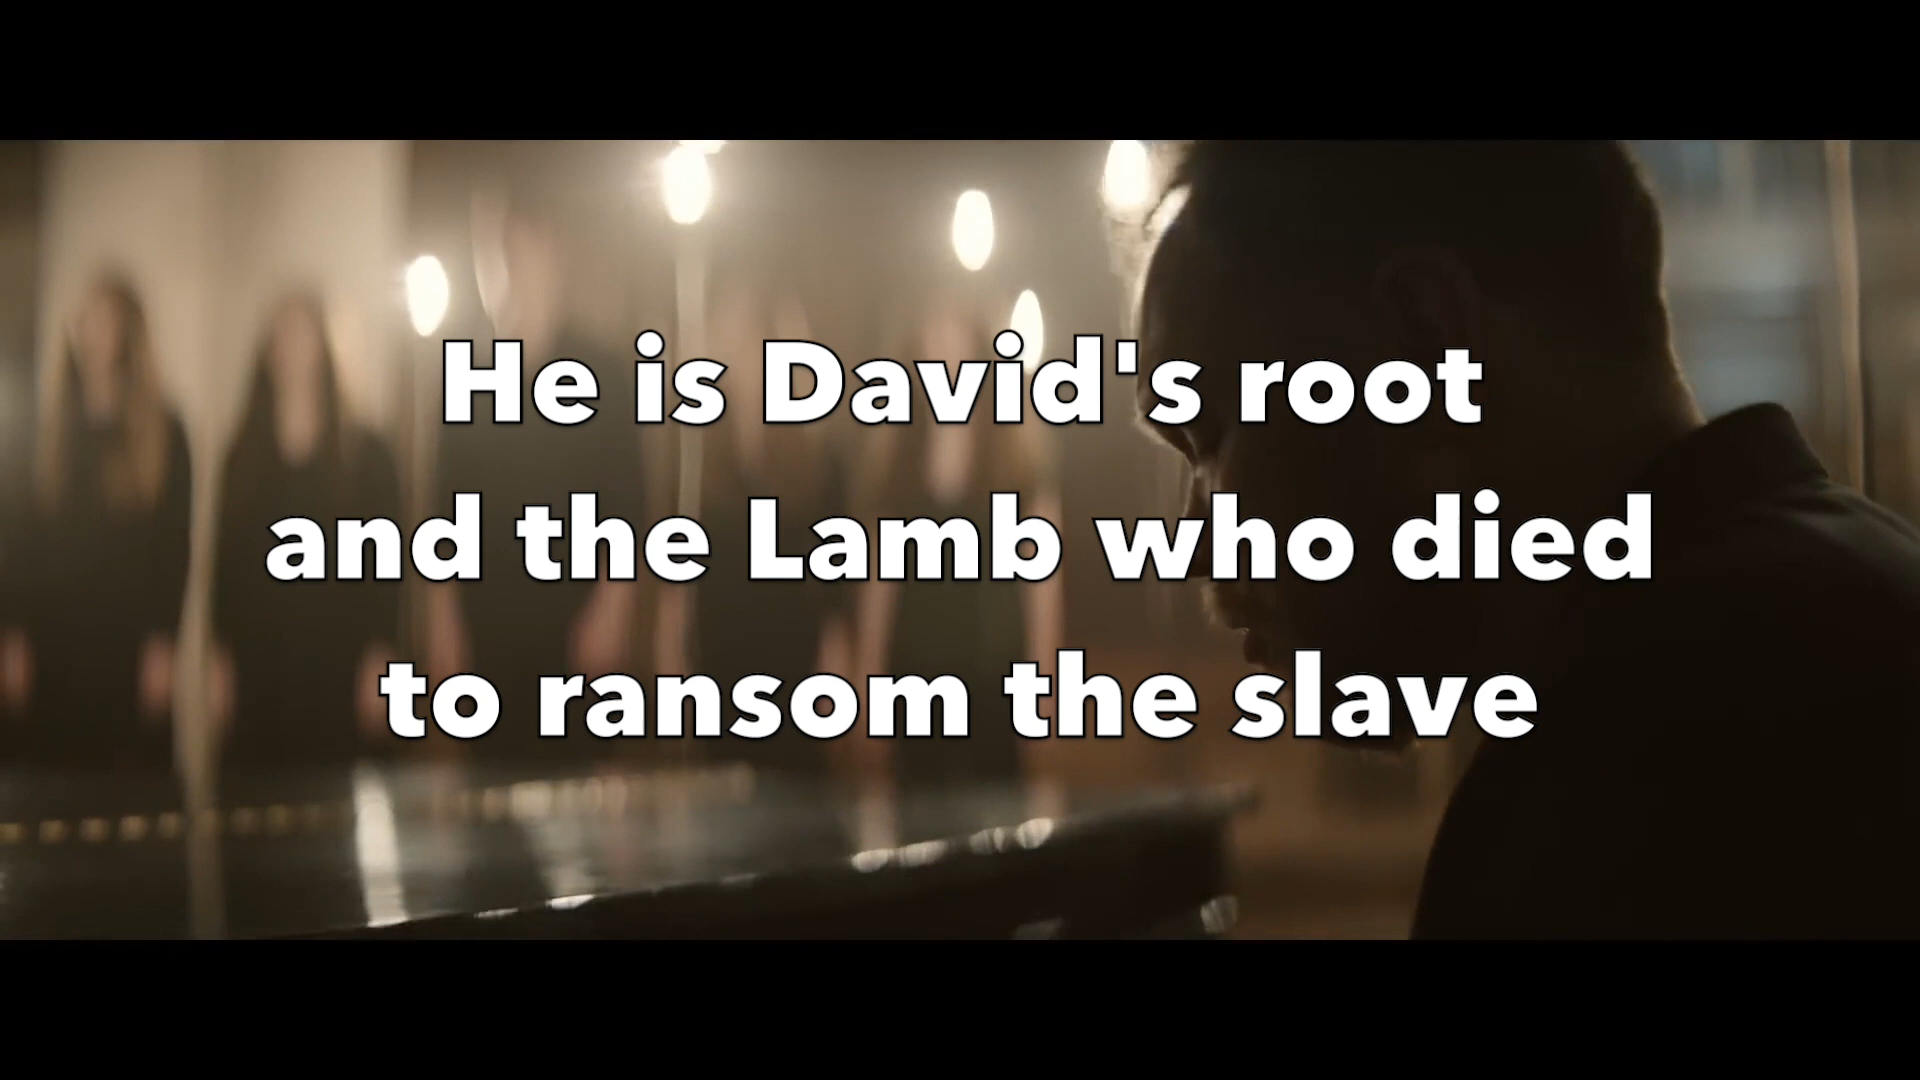 He is David's root
and the Lamb who died
to ransom the slave